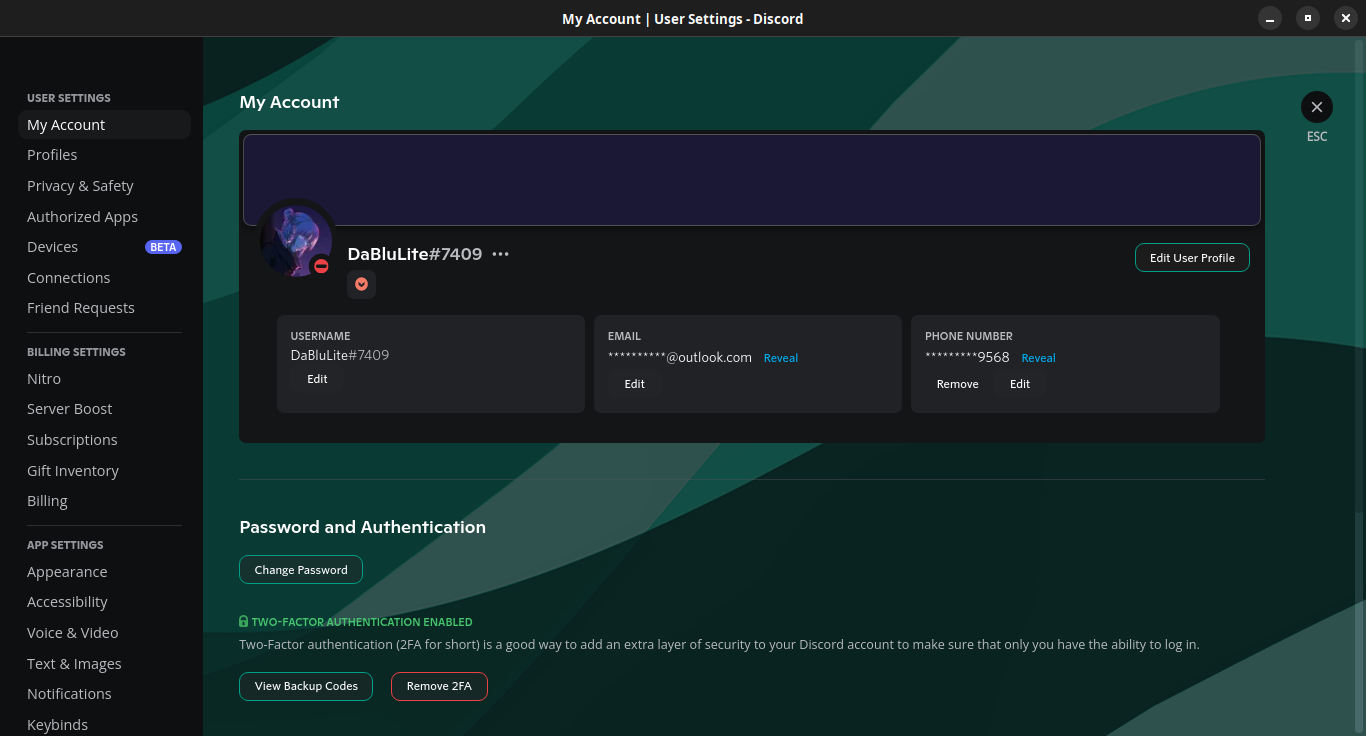 My Account | User Settings - Discord
USER SETTINGS
My Account
Profiles
Privacy & Safety
Authorized Apps
Devices BETA
Connections
Friend Requests
BILLING SETTINGS
Nitro
Server Boost
Subscriptions
Gift Inventory
Billing
APP SETTINGS
Appearance
Accessibility
Voice & Video
Text & Images
Notifications
Keybinds
My Account
ESC
DaBluLite#7409
Edit User Profile
USERNAME
DaBluLite#7409
Edit
EMAIL
**********@outlook.com Reveal
Edit
PHONE NUMBER
*********9568 Reveal
Remove Edit
Password and Authentication
Change Password
TWO-FACTOR AUTHENTICATION ENABLED
Two-Factor authentication (2FA for short) is a good way to add an extra layer of security to your Discord account to make sure that only you have the ability to log in.
View Backup Codes Remove 2FA